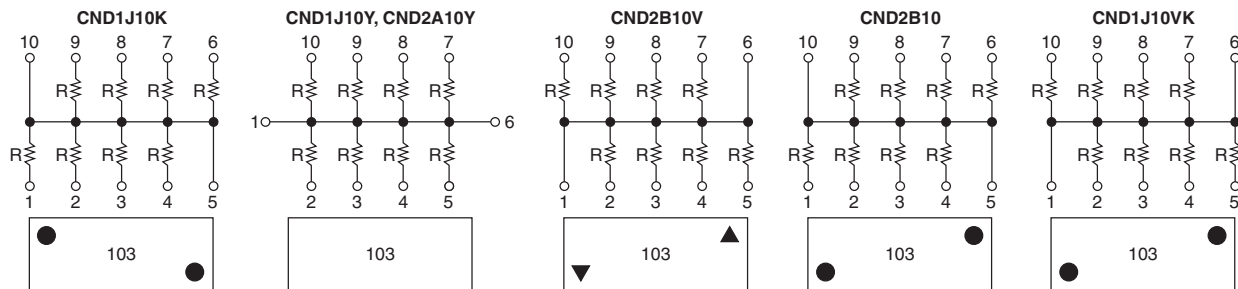 CND1J10K
CND1J10Y, CND2A10Y
CND2B10V
CND2B10
CND1J10VK
10 9 8 7 6
10 9 8 7
10 9 8 7 6
10 9 8 7 6
10 9 8 7 6
R R R R
R R R R
R R R R
R R R R
R R R R
1 6
R R R R
R R R R
R R R R
R R R R
R R R R
1 2 3 4 5
2 3 4 5
1 2 3 4 5
1 2 3 4 5
1 2 3 4 5
103
103
103
103
103